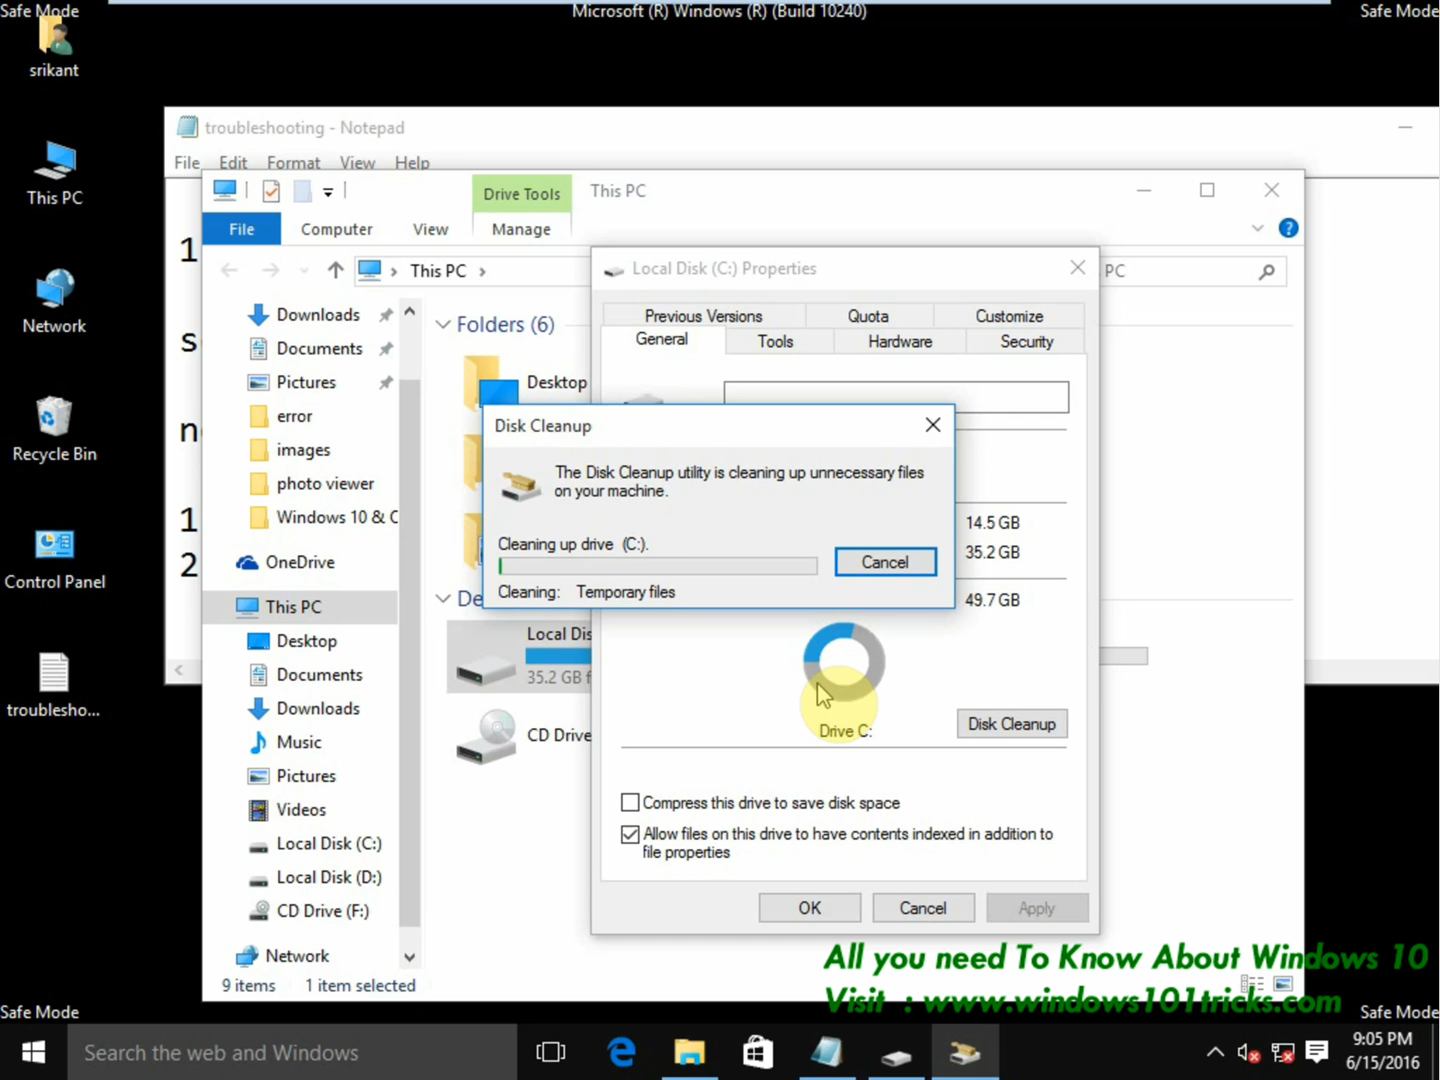 Safe Mode
Microsoft (R) Windows (R) (Build 10240)
Safe Mode
srikant
This PC
Network
Recycle Bin
Control Panel
troublesho...
troubleshooting - Notepad
File Edit Format View Help
1
s
n
1
2
Drive Tools
This PC
File
Computer
View
Manage
This PC
PC
Downloads
Documents
Pictures
error
images
photo viewer
Windows 10 & C
OneDrive
This PC
Desktop
Documents
Downloads
Music
Pictures
Videos
Local Disk (C:)
Local Disk (D:)
CD Drive (F:)
Network
9 items 1 item selected
Folders (6)
Desktop
De
Local Dis
35.2 GB f
CD Drive
Local Disk (C:) Properties
Previous Versions Quota Customize
General Tools Hardware Security
14.5 GB
35.2 GB
49.7 GB
Drive C:
Disk Cleanup
Compress this drive to save disk space
Allow files on this drive to have contents indexed in addition to
file properties
OK Cancel Apply
Disk Cleanup
The Disk Cleanup utility is cleaning up unnecessary files
on your machine.
Cleaning up drive (C:).
Cancel
Cleaning: Temporary files
All you need To Know About Windows 10
Visit : www.windows101tricks.com
Safe Mode
Safe Mode
Search the web and Windows
9:05 PM
6/15/2016